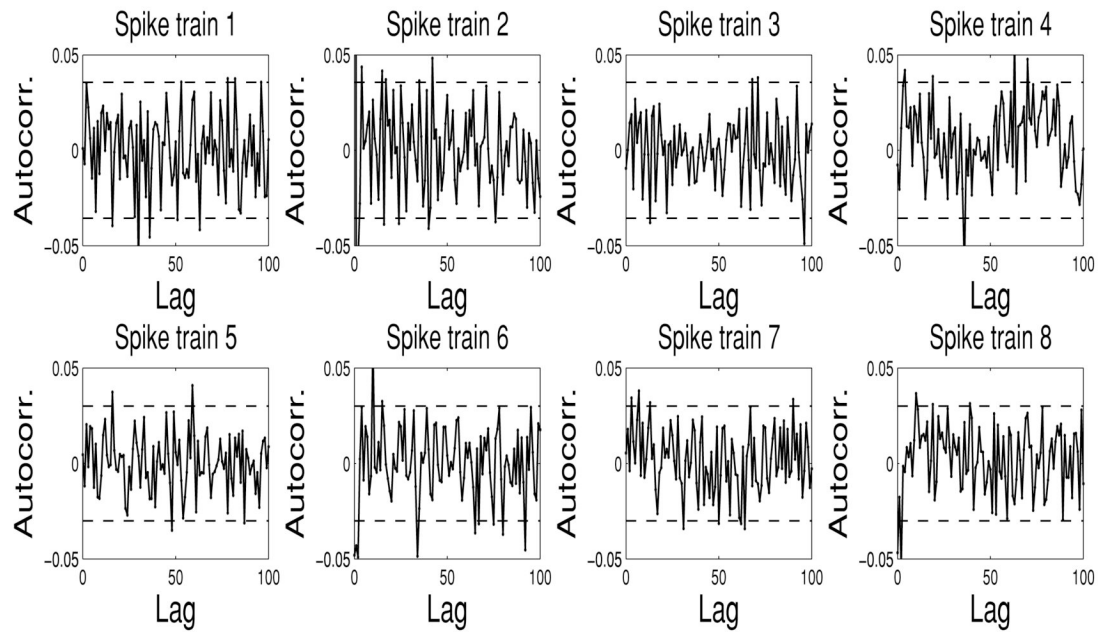 Spike train 1
Spike train 2
Spike train 3
Spike train 4
Autocorr.
0.05
0
−0.05
0
50
100
Lag
Autocorr.
0.05
0
−0.05
0
50
100
Lag
Autocorr.
0.05
0
−0.05
0
50
100
Lag
Autocorr.
0.05
0
−0.05
0
50
100
Lag
Spike train 5
Spike train 6
Spike train 7
Spike train 8
Autocorr.
0.05
0
−0.05
0
50
100
Lag
Autocorr.
0.05
0
−0.05
0
50
100
Lag
Autocorr.
0.05
0
−0.05
0
50
100
Lag
Autocorr.
0.05
0
−0.05
0
50
100
Lag